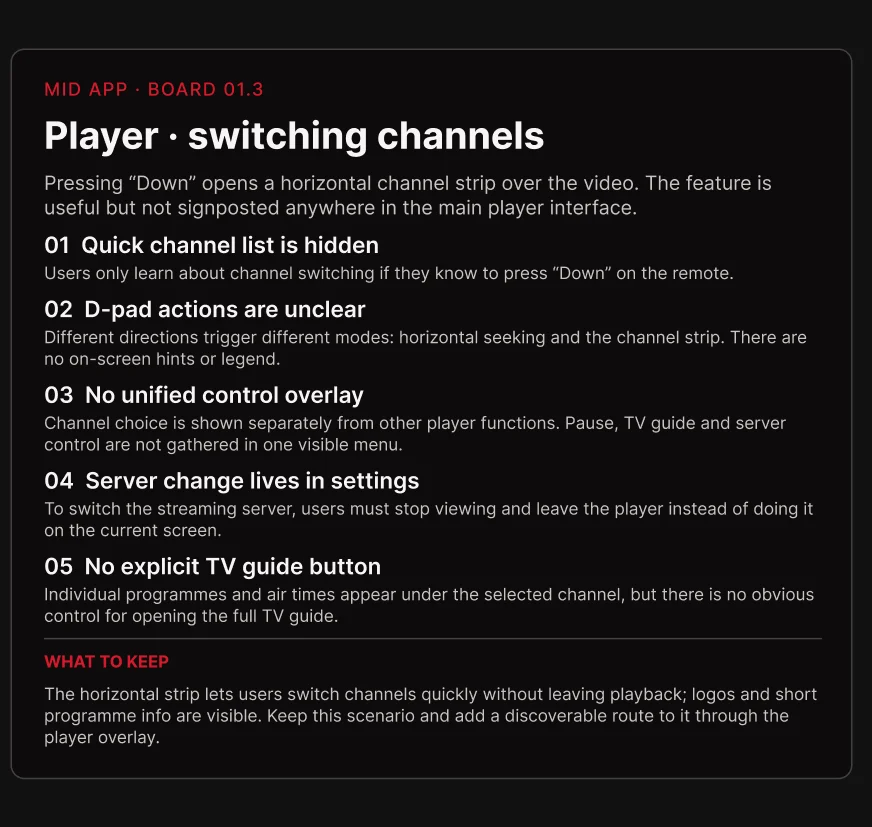 MID APP · BOARD 01.3
Player · switching channels
Pressing “Down” opens a horizontal channel strip over the video. The feature is
useful but not signposted anywhere in the main player interface.
01 Quick channel list is hidden
Users only learn about channel switching if they know to press “Down” on the remote.
02 D-pad actions are unclear
Different directions trigger different modes: horizontal seeking and the channel strip. There are
no on-screen hints or legend.
03 No unified control overlay
Channel choice is shown separately from other player functions. Pause, TV guide and server
control are not gathered in one visible menu.
04 Server change lives in settings
To switch the streaming server, users must stop viewing and leave the player instead of doing it
on the current screen.
05 No explicit TV guide button
Individual programmes and air times appear under the selected channel, but there is no obvious
control for opening the full TV guide.
WHAT TO KEEP
The horizontal strip lets users switch channels quickly without leaving playback; logos and short
programme info are visible. Keep this scenario and add a discoverable route to it through the
player overlay.